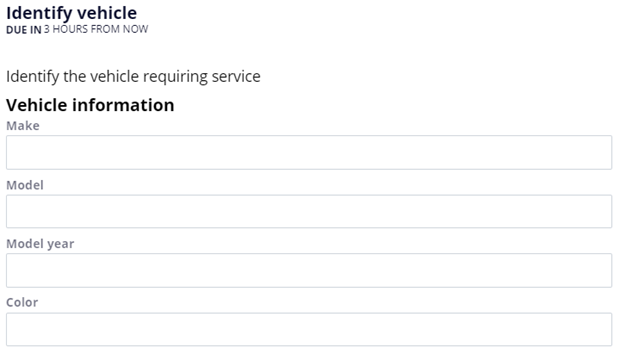 Identify vehicle
DUE IN 3 HOURS FROM NOW
Identify the vehicle requiring service
Vehicle information
Make
Model
Model year
Color